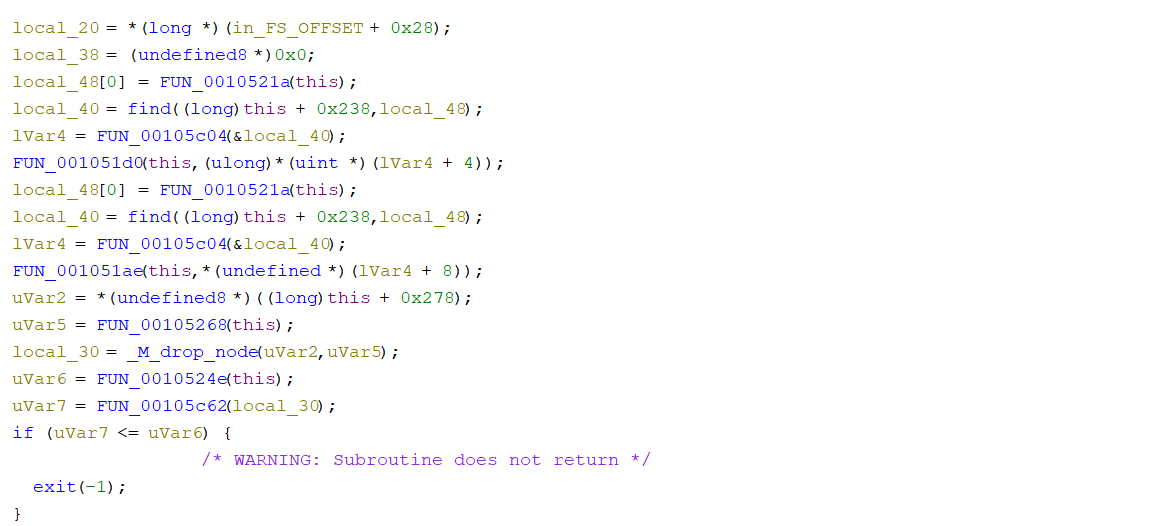 local_20 = *(long *)(in_FS_OFFSET + 0x28);
local_38 = (undefined8 *)0x0;
local_48[0] = FUN_0010521a(this);
local_40 = find((long)this + 0x238,local_48);
lVar4 = FUN_00105c04(&local_40);
FUN_001051d0(this,(ulong)*(uint *)(lVar4 + 4));
local_48[0] = FUN_0010521a(this);
local_40 = find((long)this + 0x238,local_48);
lVar4 = FUN_00105c04(&local_40);
FUN_001051ae(this,*(undefined *)(lVar4 + 8));
uVar2 = *(undefined8 *)((long)this + 0x278);
uVar5 = FUN_00105268(this);
local_30 = _M_drop_node(uVar2,uVar5);
uVar6 = FUN_0010524e(this);
uVar7 = FUN_00105c62(local_30);
if (uVar7 <= uVar6) {
/* WARNING: Subroutine does not return */
exit(-1);
}